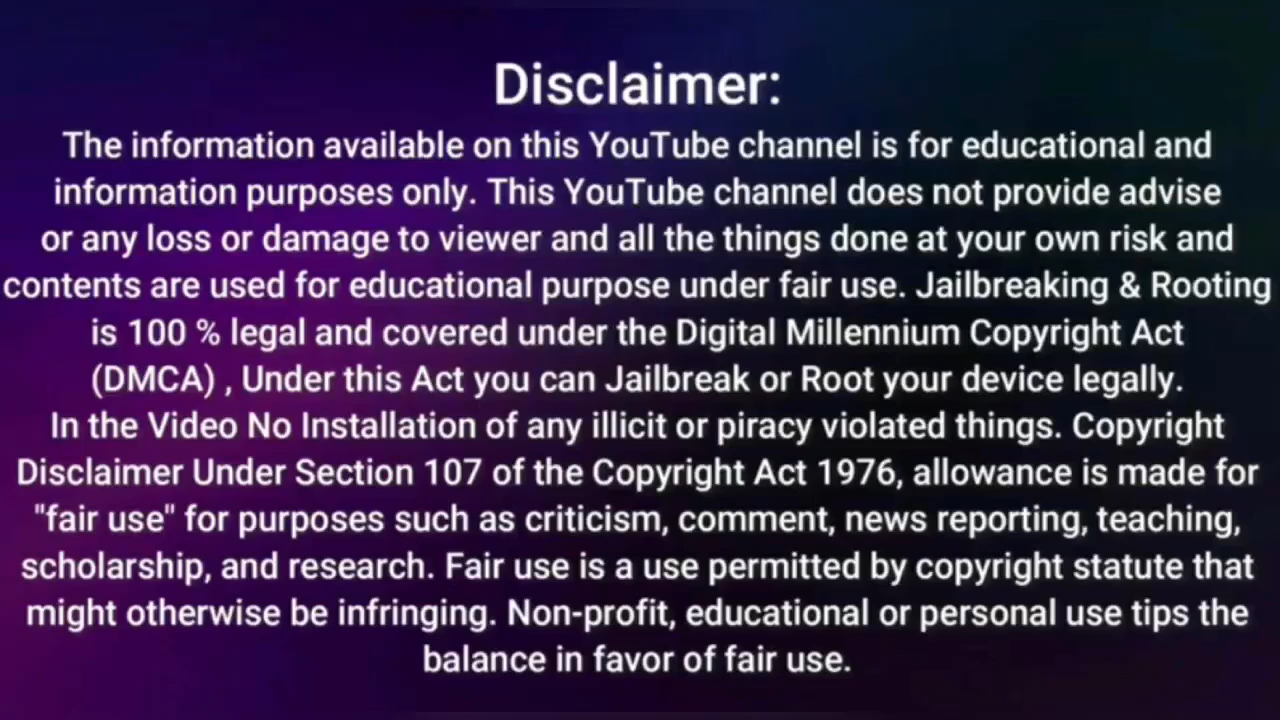 Disclaimer:
The information available on this YouTube channel is for educational and
information purposes only. This YouTube channel does not provide advise
or any loss or damage to viewer and all the things done at your own risk and
contents are used for educational purpose under fair use. Jailbreaking & Rooting
is 100 % legal and covered under the Digital Millennium Copyright Act
(DMCA) , Under this Act you can Jailbreak or Root your device legally.
In the Video No Installation of any illicit or piracy violated things. Copyright
Disclaimer Under Section 107 of the Copyright Act 1976, allowance is made for
"fair use" for purposes such as criticism, comment, news reporting, teaching,
scholarship, and research. Fair use is a use permitted by copyright statute that
might otherwise be infringing. Non-profit, educational or personal use tips the
balance in favor of fair use.